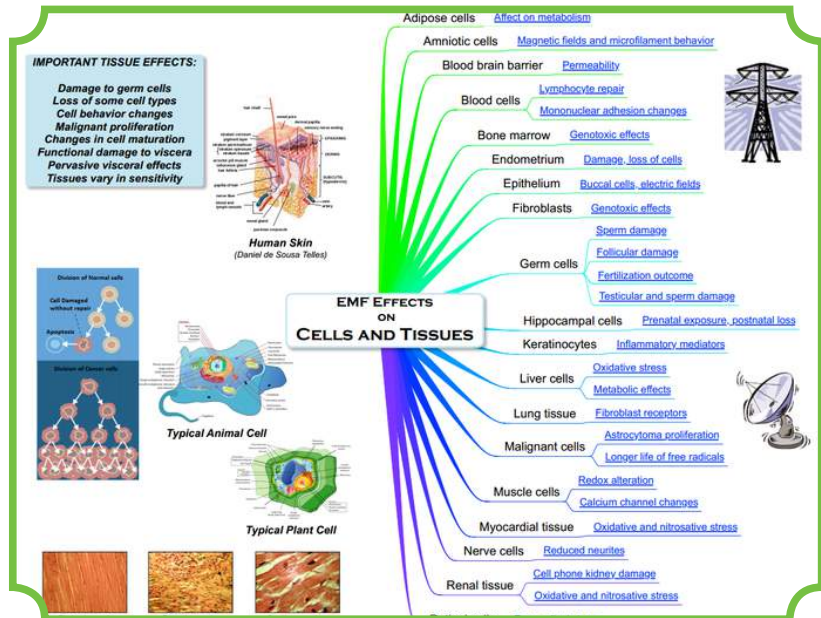 IMPORTANT TISSUE EFFECTS:
Damage to germ cells
Loss of some cell types
Cell behavior changes
Malignant proliferation
Changes in cell maturation
Functional damage to viscera
Pervasive visceral effects
Tissues vary in sensitivity
Human Skin
(Daniel de Sousa Telles)
Division of Normal cells
Cell Damaged
without repair
Apoptosis
Division of Cancer cells
Typical Animal Cell
Typical Plant Cell
EMF EFFECTS
ON
CELLS AND TISSUES
Adipose cells
Affect on metabolism
Amniotic cells
Magnetic fields and microfilament behavior
Blood brain barrier
Permeability
Blood cells
Lymphocyte repair
Mononuclear adhesion changes
Bone marrow
Genotoxic effects
Endometrium
Damage, loss of cells
Epithelium
Buccal cells, electric fields
Fibroblasts
Genotoxic effects
Germ cells
Sperm damage
Follicular damage
Fertilization outcome
Testicular and sperm damage
Hippocampal cells
Prenatal exposure, postnatal loss
Keratinocytes
Inflammatory mediators
Liver cells
Oxidative stress
Metabolic effects
Lung tissue
Fibroblast receptors
Malignant cells
Astrocytoma proliferation
Longer life of free radicals
Muscle cells
Redox alteration
Calcium channel changes
Myocardial tissue
Oxidative and nitrosative stress
Nerve cells
Reduced neurites
Renal tissue
Cell phone kidney damage
Oxidative and nitrosative stress